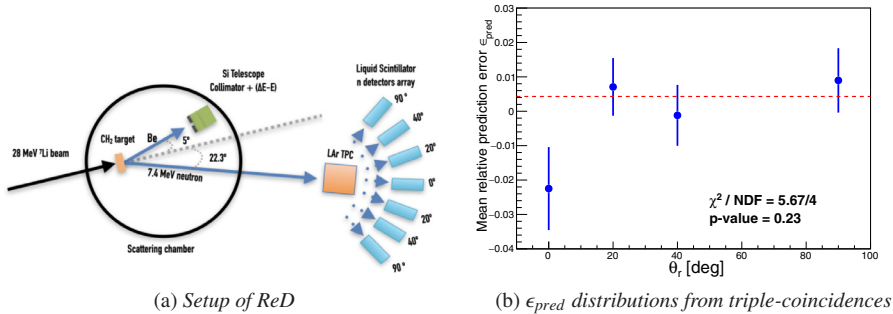 Si Telescope
Collimator + (ΔE-E)
Liquid Scintillator
n detectors array
CH₂ target
Be
5°
28 MeV ⁷Li beam
22.3°
7.4 MeV neutron
LAr TPC
90°
40°
20°
0°
20°
40°
90°
Scattering chamber
(a) Setup of ReD
Mean relative prediction error ϵpred
0.03
0.02
0.01
0
−0.01
−0.02
−0.03
−0.04
0 20 40 60 80 100
θr [deg]
χ² / NDF = 5.67/4
p-value = 0.23
(b) ϵpred distributions from triple-coincidences